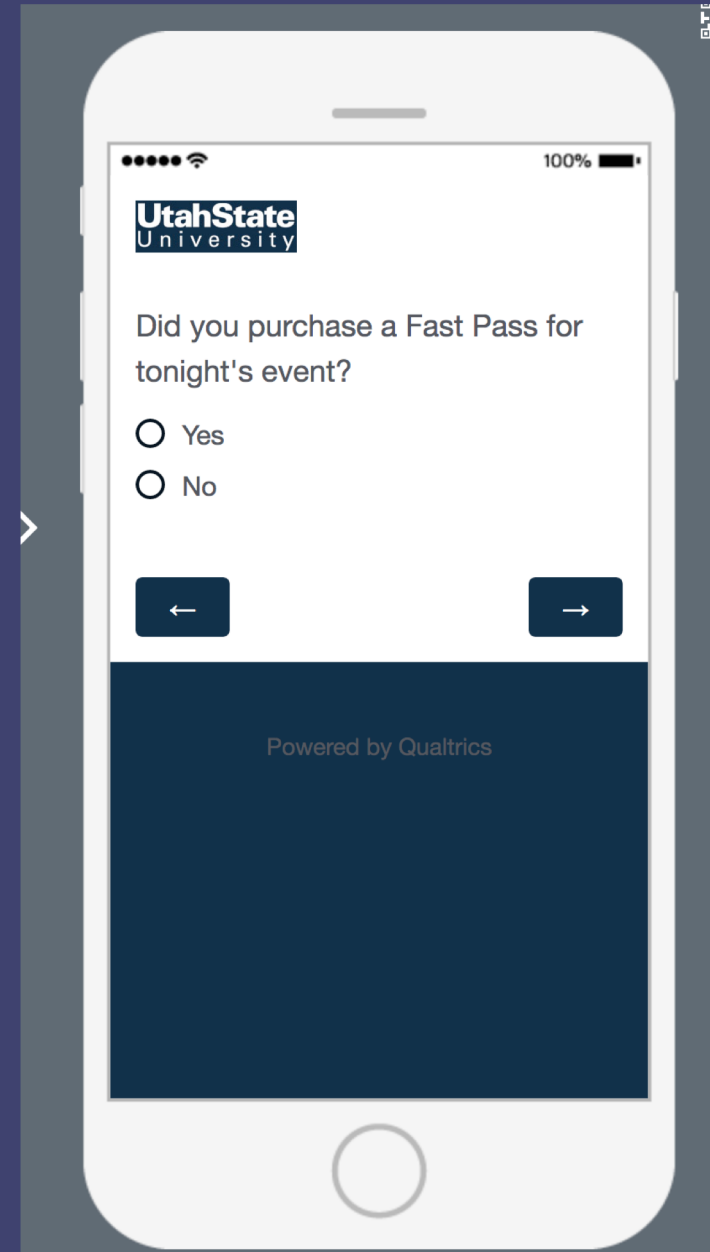 100%
UtahState
University
Did you purchase a Fast Pass for
tonight's event?
Yes
No
←
→
Powered by Qualtrics